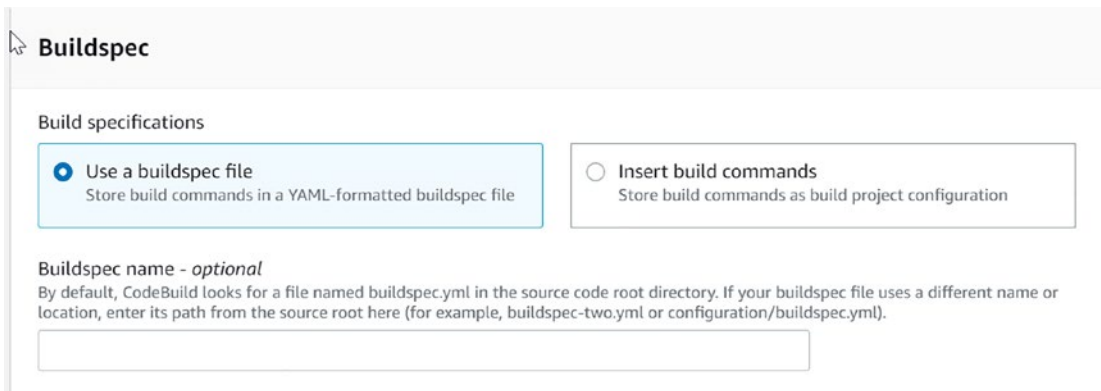 Buildspec
Build specifications
Use a buildspec file
Store build commands in a YAML-formatted buildspec file
Insert build commands
Store build commands as build project configuration
Buildspec name - optional
By default, CodeBuild looks for a file named buildspec.yml in the source code root directory. If your buildspec file uses a different name or
location, enter its path from the source root here (for example, buildspec-two.yml or configuration/buildspec.yml).